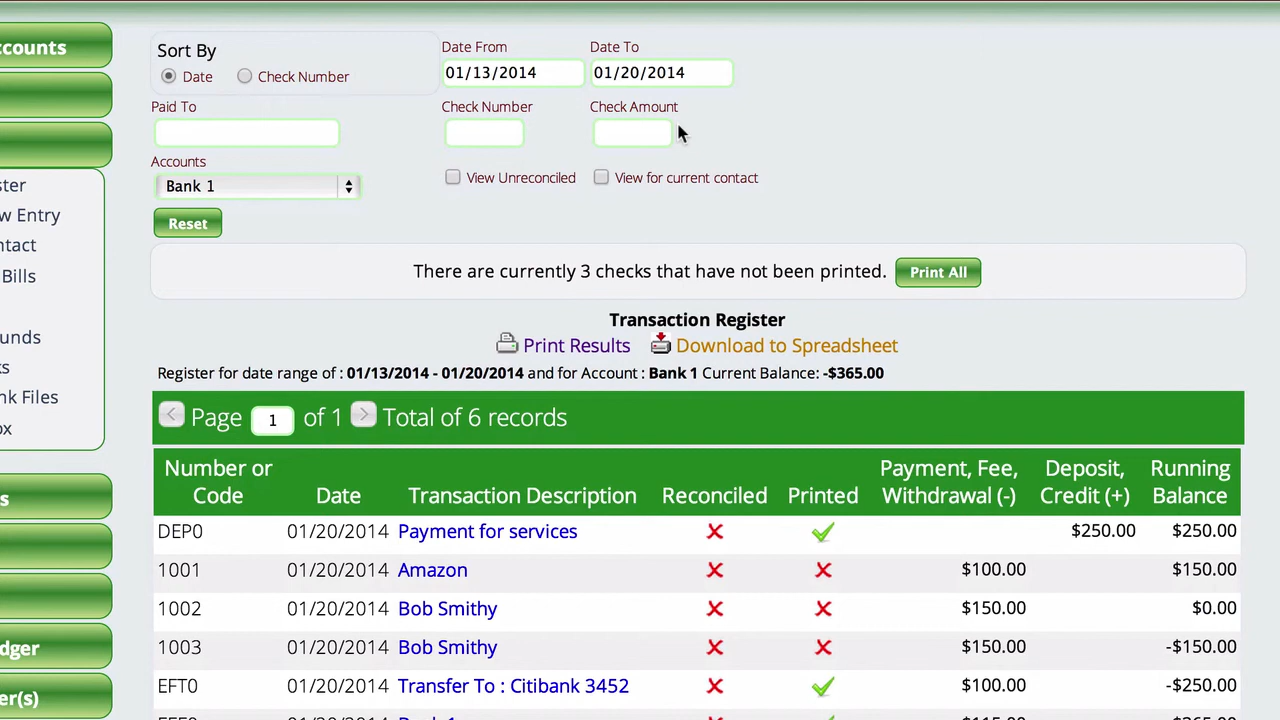 ccounts
Sort By
Date
Check Number
Date From
Date To
01/13/2014
01/20/2014
Paid To
Check Number
Check Amount
Accounts
Bank 1
View Unreconciled
View for current contact
Reset
ster
w Entry
ntact
Bills
unds
ks
nk Files
ox
s
dger
er(s)
There are currently 3 checks that have not been printed.
Print All
Transaction Register
Print Results
Download to Spreadsheet
Register for date range of : 01/13/2014 - 01/20/2014 and for Account : Bank 1 Current Balance: -$365.00
Page 1 of 1 Total of 6 records
Number or Code Date Transaction Description Reconciled Printed Payment, Fee, Withdrawal (-) Deposit, Credit (+) Running Balance
DEP0 01/20/2014 Payment for services $250.00 $250.00
1001 01/20/2014 Amazon $100.00 $150.00
1002 01/20/2014 Bob Smithy $150.00 $0.00
1003 01/20/2014 Bob Smithy $150.00 -$150.00
EFT0 01/20/2014 Transfer To : Citibank 3452 $100.00 -$250.00